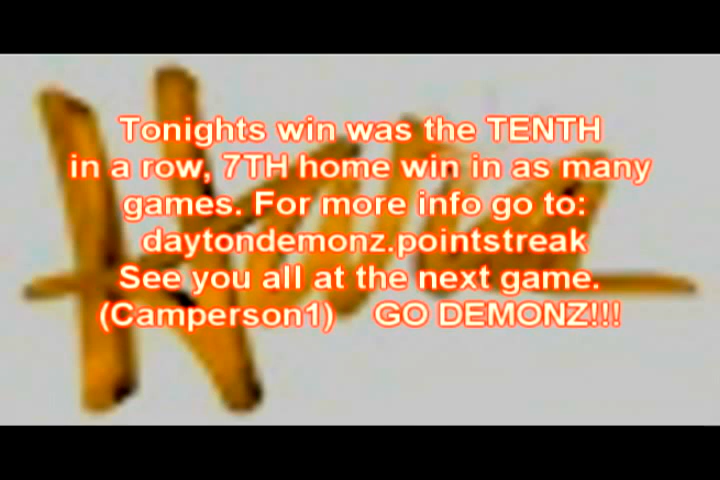 Tonights win was the TENTH
in a row, 7TH home win in as many
games. For more info go to:
daytondemonz.pointstreak
See you all at the next game.
(Camperson1) GO DEMONZ!!!